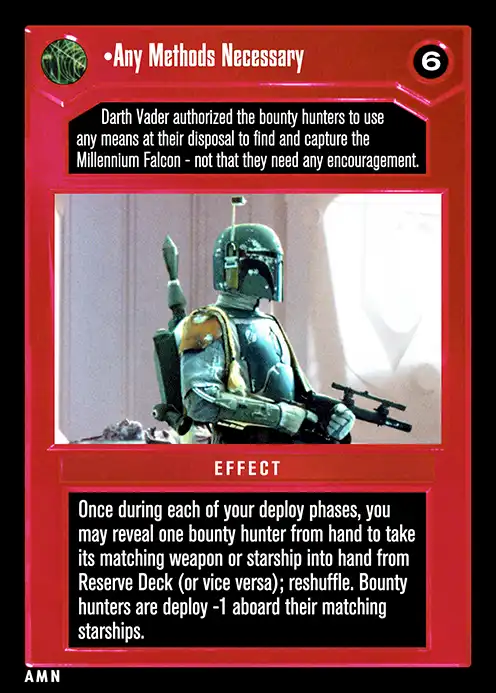 •Any Methods Necessary
6
Darth Vader authorized the bounty hunters to use
any means at their disposal to find and capture the
Millennium Falcon - not that they need any encouragement.
EFFECT
Once during each of your deploy phases, you
may reveal one bounty hunter from hand to take
its matching weapon or starship into hand from
Reserve Deck (or vice versa); reshuffle. Bounty
hunters are deploy -1 aboard their matching
starships.
AMN